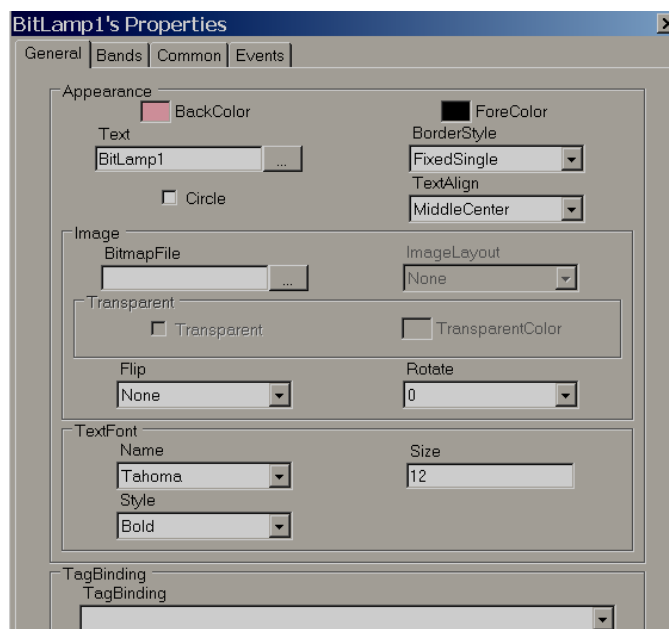 BitLamp1's Properties
General Bands Common Events
Appearance
BackColor ForeColor
Text BorderStyle
BitLamp1 ... FixedSingle
TextAlign
Circle
MiddleCenter
Image
BitmapFile ImageLayout
... None
Transparent
Transparent TransparentColor
Flip Rotate
None 0
TextFont
Name Size
Tahoma 12
Style
Bold
TagBinding
TagBinding